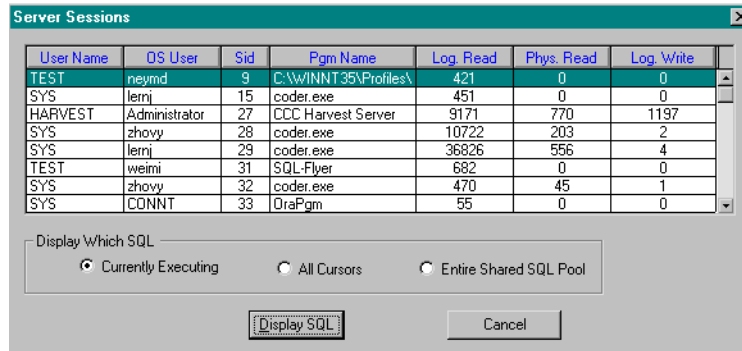 Server Sessions
User Name OS User Sid Pgm Name Log. Read Phys. Read Log. Write
TEST neymd 9 C:\WINNT35\Profiles\ 421 0 0
SYS lernj 15 coder.exe 451 0 0
HARVEST Administrator 27 CCC Harvest Server 9171 770 1197
SYS zhovy 28 coder.exe 10722 203 2
SYS lernj 29 coder.exe 36826 556 4
TEST weimi 31 SQL-Flyer 682 0 0
SYS zhovy 32 coder.exe 470 45 1
SYS CONNT 33 OraPgm 55 0 0
Display Which SQL
Currently Executing All Cursors Entire Shared SQL Pool
Display SQL Cancel